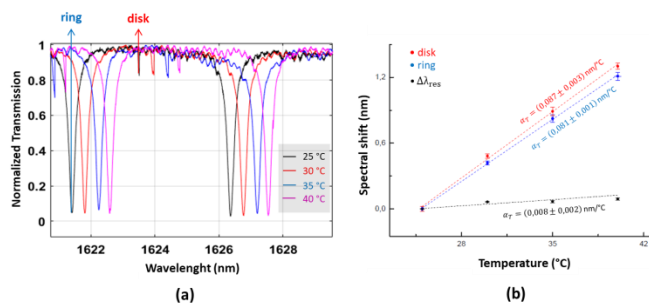 ring
disk
1
0.8
0.6
0.4
0.2
0
Normalized Transmission
25 °C
30 °C
35 °C
40 °C
1622
1624
1626
1628
Wavelenght (nm)
(a)
disk
ring
Δλres
αT = (0,087 ± 0,003) nm/°C
αT = (0,081 ± 0,001) nm/°C
αT = (0,008 ± 0,002) nm/°C
1,2
0,6
0,0
Spectral shift (nm)
28
35
42
Temperature (°C)
(b)